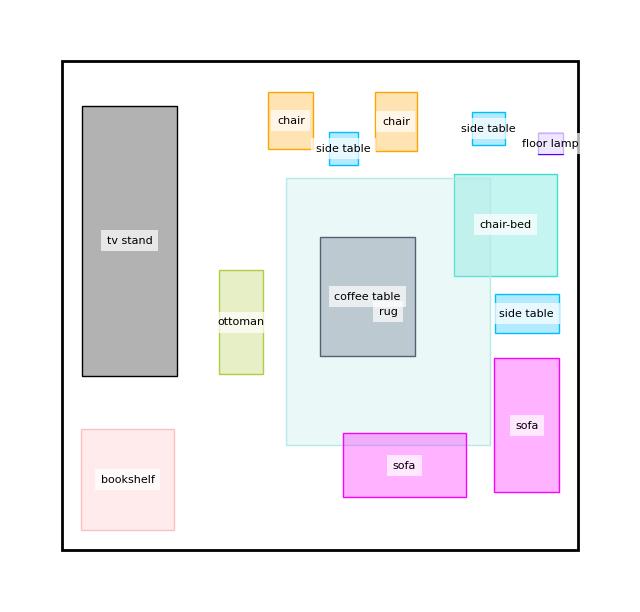 chair
chair
side table
side table
floor lamp
chair-bed
tv stand
coffee table
rug
ottoman
side table
sofa
sofa
bookshelf